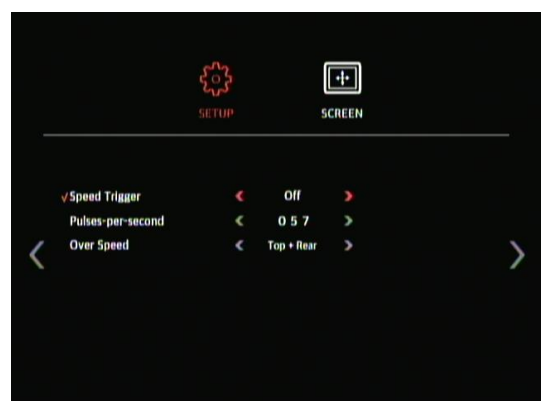 SETUP SCREEN
√Speed Trigger Off
Pulses-per-second 0 5 7
Over Speed Top + Rear